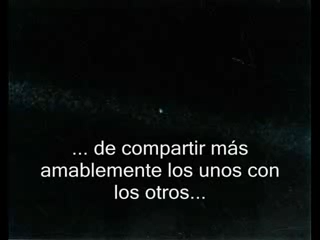 ... de compartir más
amablemente los unos con
los otros...